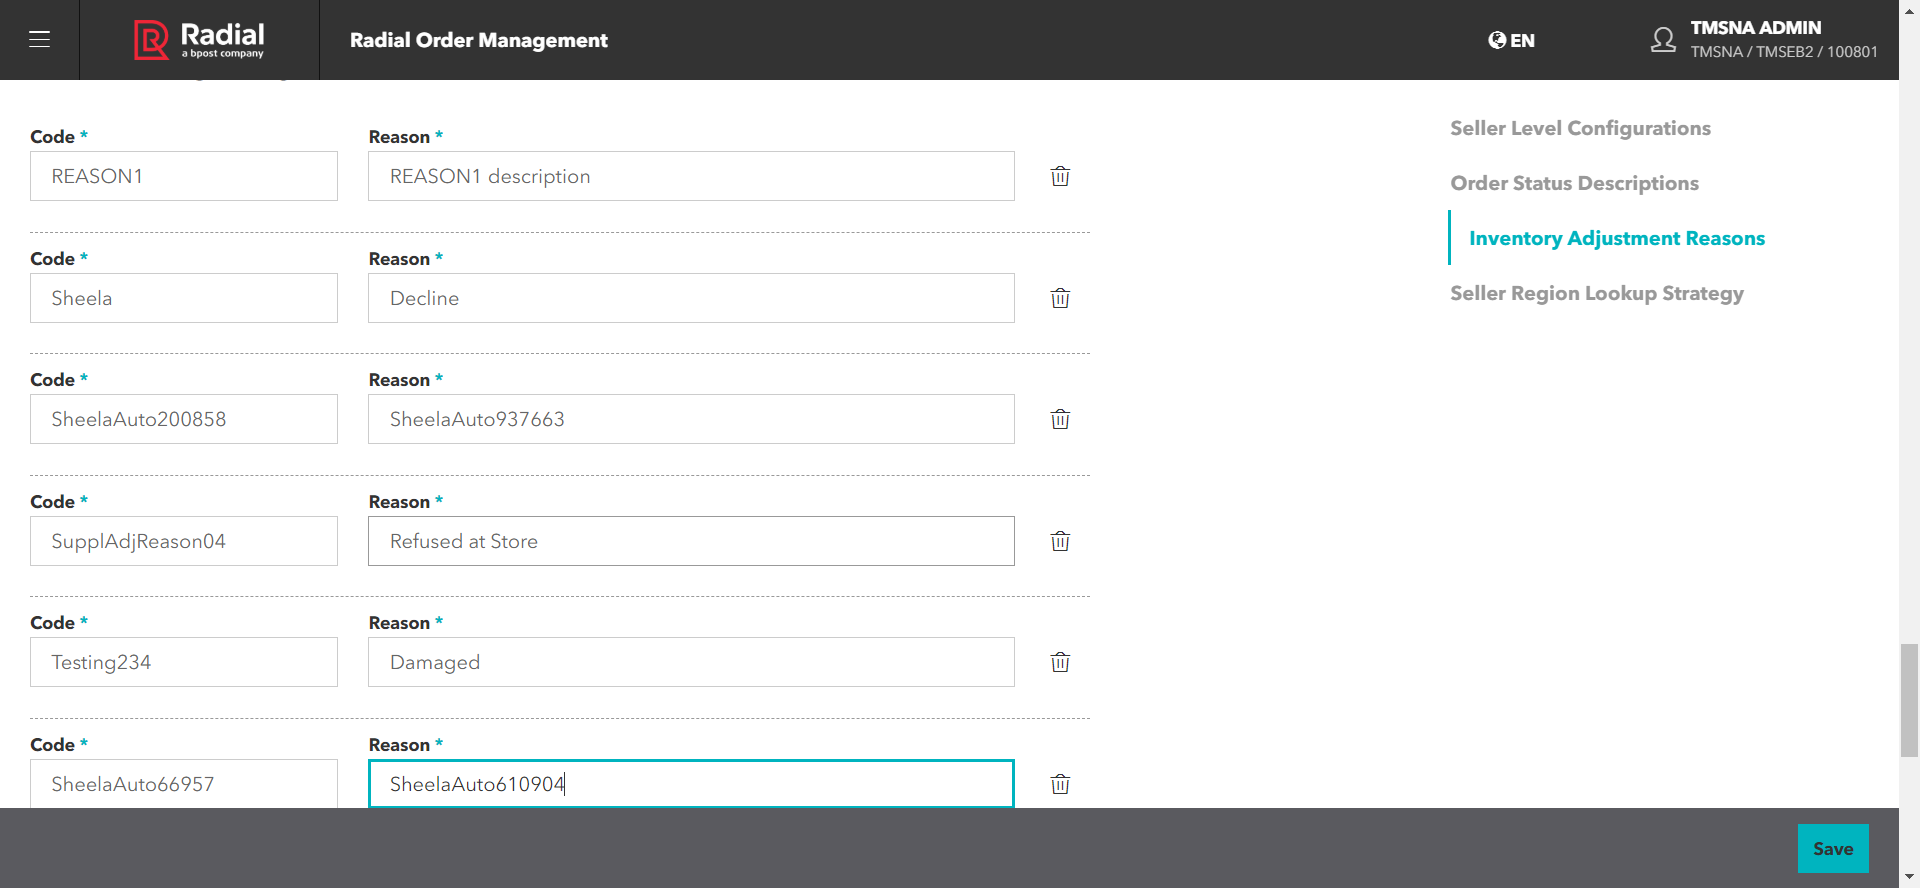 Radial
a bpost company
Radial Order Management
EN
TMSNA ADMIN
TMSNA / TMSEB2 / 100801
Code *
Reason *
REASON1
REASON1 description
Code *
Reason *
Sheela
Decline
Code *
Reason *
SheelaAuto200858
SheelaAuto937663
Code *
Reason *
SupplAdjReason04
Refused at Store
Code *
Reason *
Testing234
Damaged
Code *
Reason *
SheelaAuto66957
SheelaAuto610904
Seller Level Configurations
Order Status Descriptions
Inventory Adjustment Reasons
Seller Region Lookup Strategy
Save